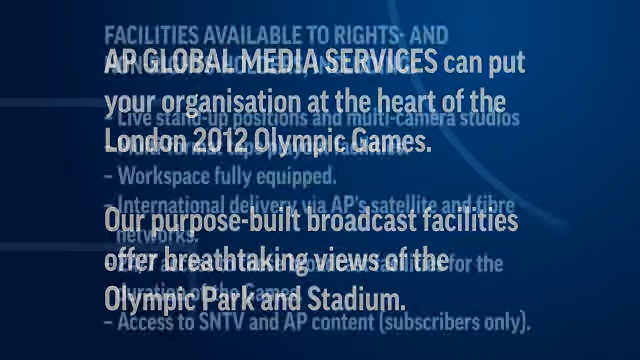 FACILITIES AVAILABLE TO RIGHTS- AND
AP GLOBAL MEDIA SERVICES can put
your organisation at the heart of the
– Live stand-up positions and multi-camera studios
London 2012 Olympic Games.
– Workspace fully equipped.
– International delivery via AP's satellite and fibre
Our purpose-built broadcast facilities
networks.
offer breathtaking views of the
for the
Olympic Park and Stadium.
– Access to SNTV and AP content (subscribers only).